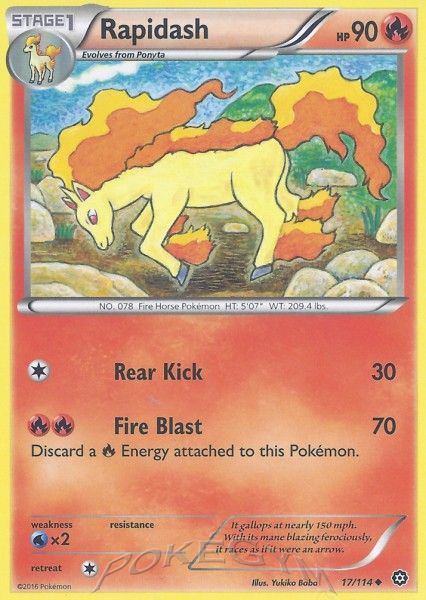 STAGE1
Rapidash
HP90
Evolves from Ponyta
NO. 078 Fire Horse Pokémon HT: 5'07" WT: 209.4 lbs.
Rear Kick 30
Fire Blast 70
Discard a Energy attached to this Pokémon.
weakness resistance
×2
It gallops at nearly 150 mph.
With its mane blazing ferociously,
it races as if it were an arrow.
retreat
©2016 Pokémon
Illus. Yukiko Baba
17/114
POKÉGYM